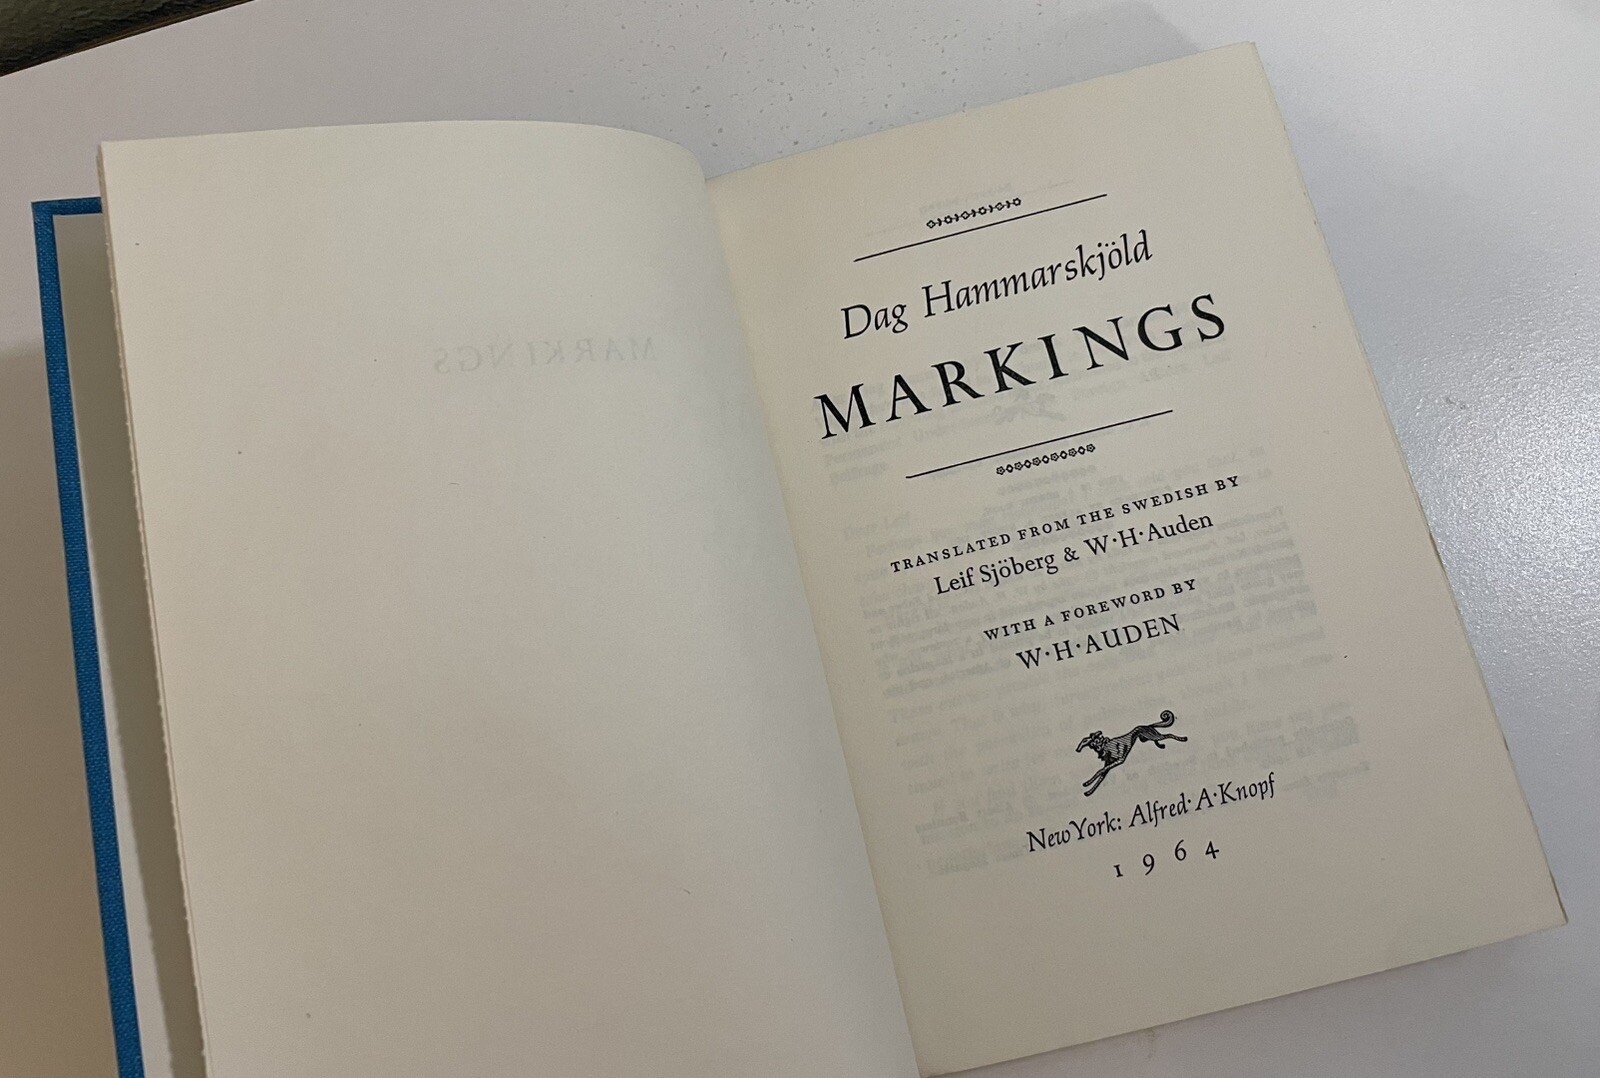 Dag Hammarskjöld
MARKINGS
TRANSLATED FROM THE SWEDISH BY
Leif Sjöberg & W·H·Auden
WITH A FOREWORD BY
W·H·AUDEN
New York: Alfred·A·Knopf
1964